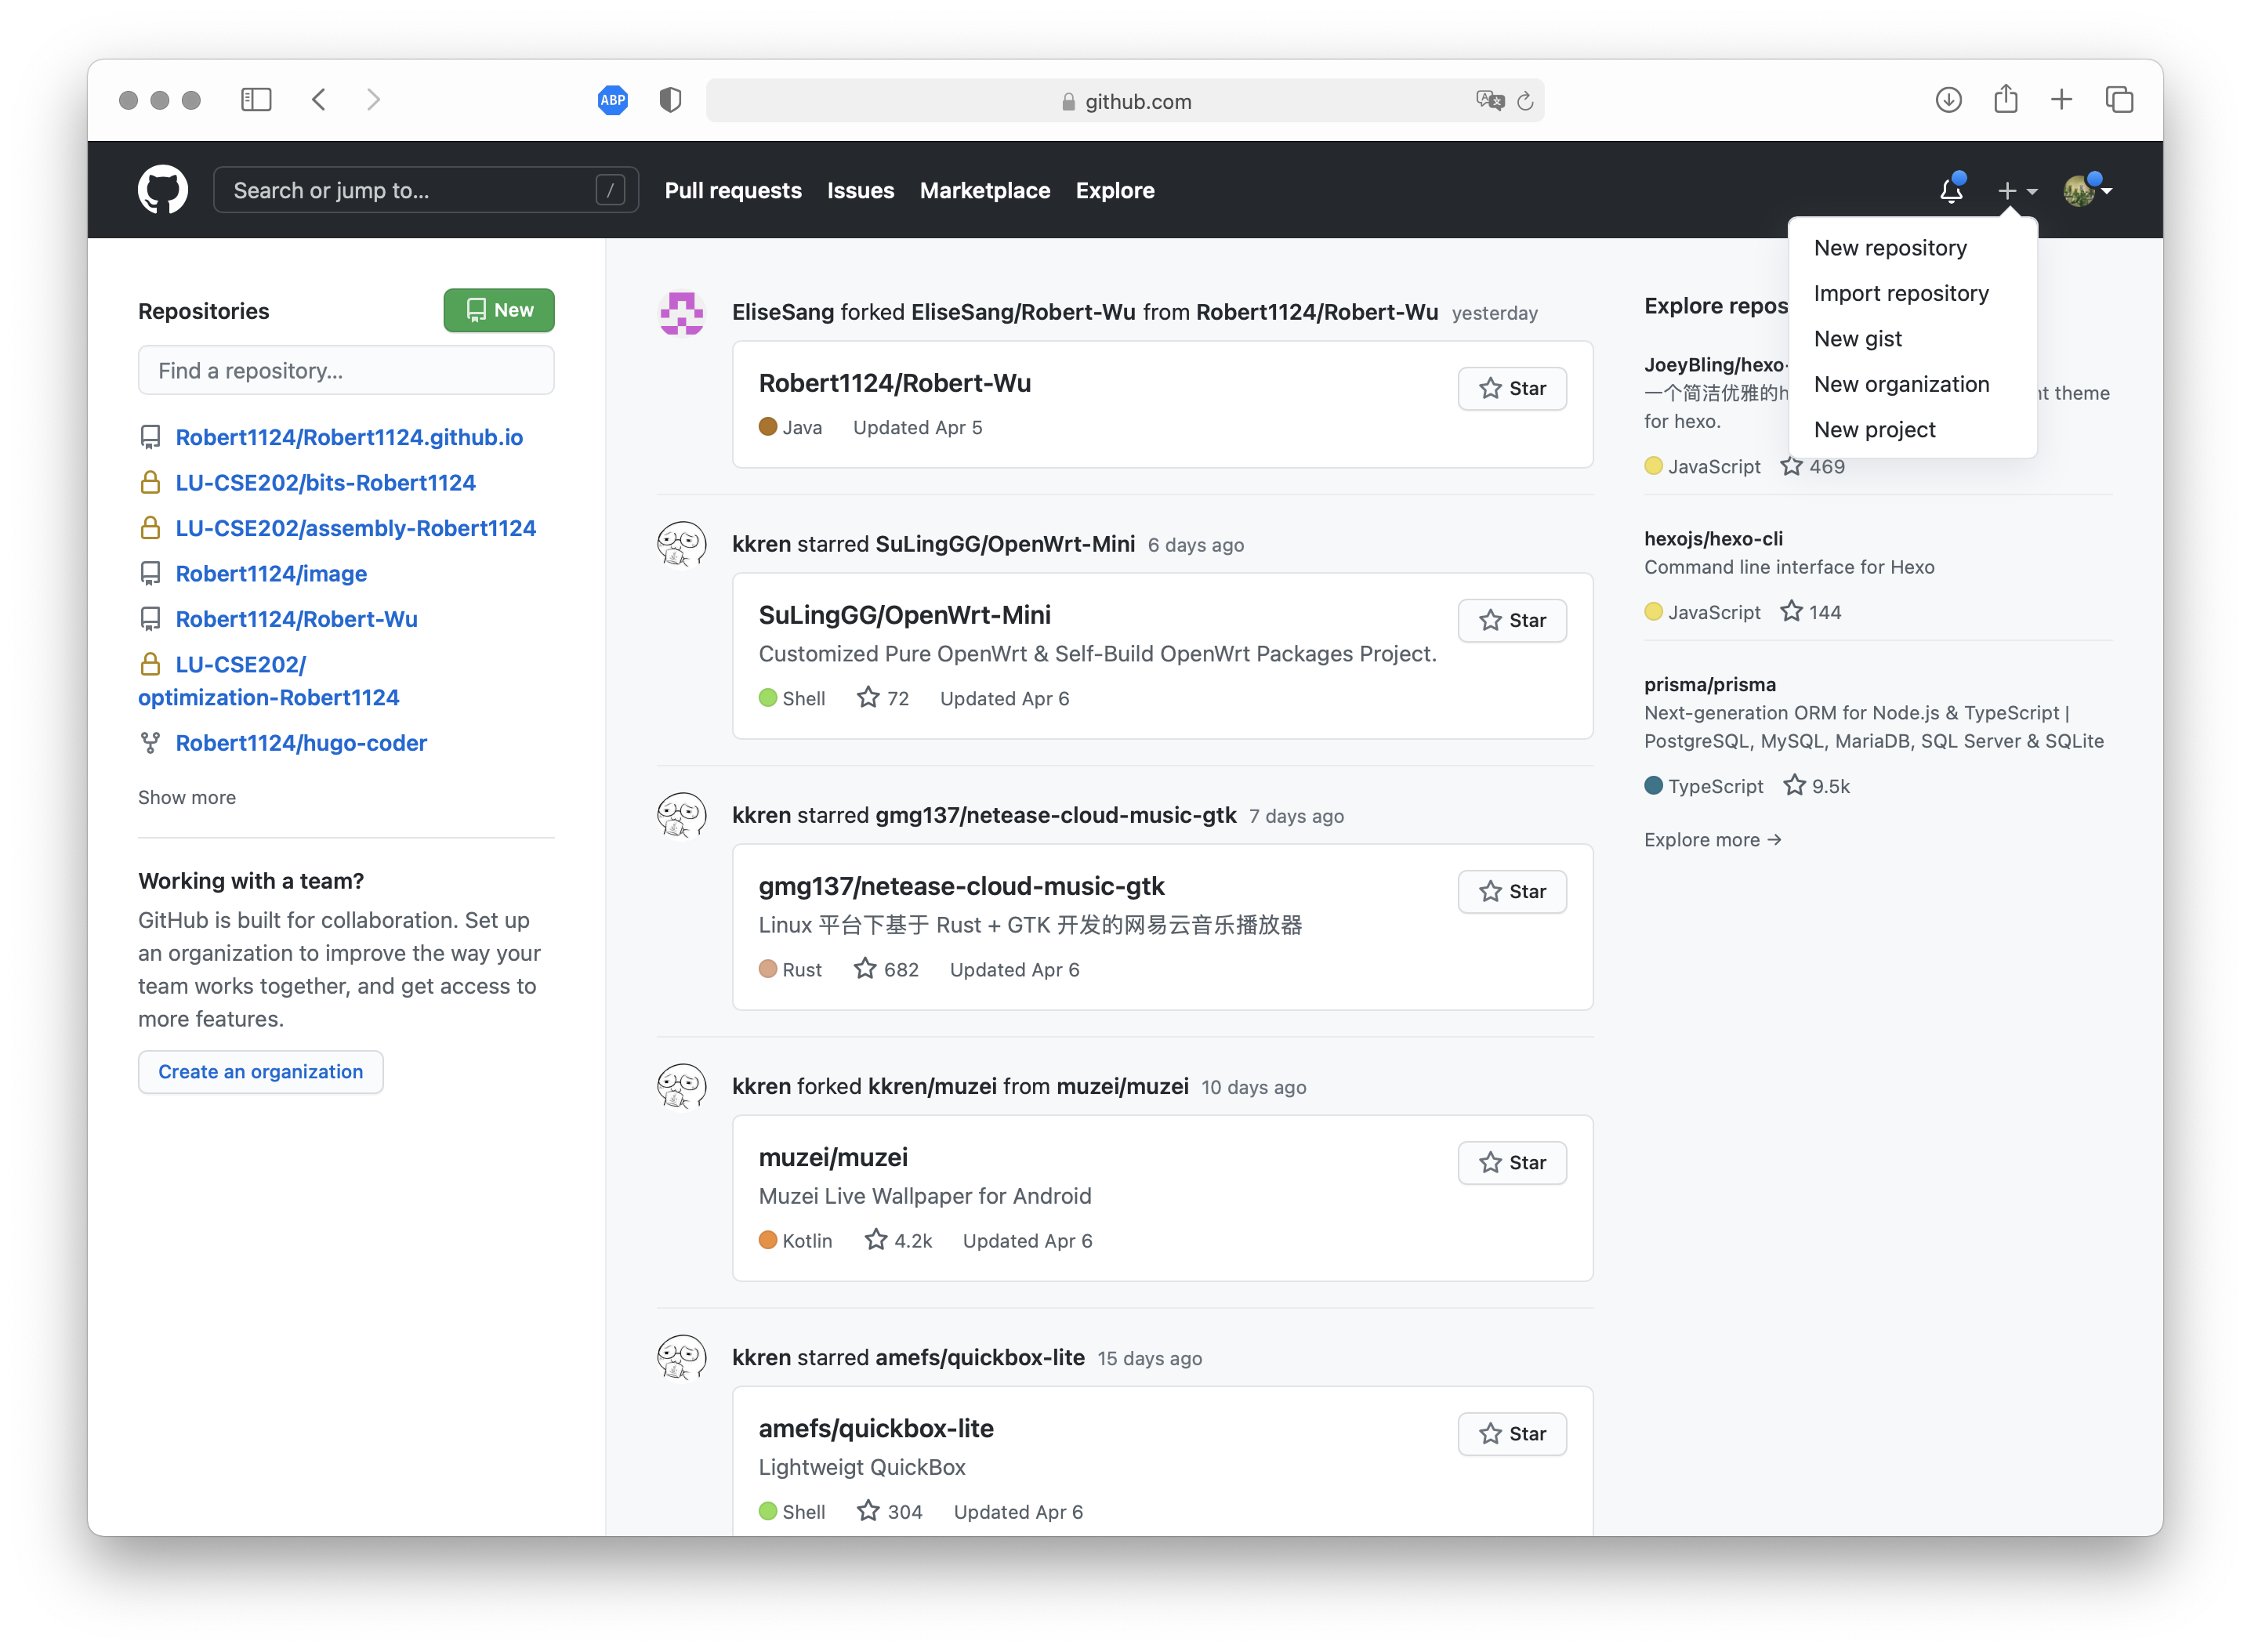 ABP
github.com
Search or jump to... /
Pull requests Issues Marketplace Explore
New repository
Import repository
New gist
New organization
New project
Repositories
New
Find a repository...
Robert1124/Robert1124.github.io
LU-CSE202/bits-Robert1124
LU-CSE202/assembly-Robert1124
Robert1124/image
Robert1124/Robert-Wu
LU-CSE202/
optimization-Robert1124
Robert1124/hugo-coder
Show more
Working with a team?
GitHub is built for collaboration. Set up
an organization to improve the way your
team works together, and get access to
more features.
Create an organization
EliseSang forked EliseSang/Robert-Wu from Robert1124/Robert-Wu yesterday
Robert1124/Robert-Wu
Star
Java Updated Apr 5
kkren starred SuLingGG/OpenWrt-Mini 6 days ago
SuLingGG/OpenWrt-Mini
Star
Customized Pure OpenWrt & Self-Build OpenWrt Packages Project.
Shell 72 Updated Apr 6
kkren starred gmg137/netease-cloud-music-gtk 7 days ago
gmg137/netease-cloud-music-gtk
Star
Linux 平台下基于 Rust + GTK 开发的网易云音乐播放器
Rust 682 Updated Apr 6
kkren forked kkren/muzei from muzei/muzei 10 days ago
muzei/muzei
Star
Muzei Live Wallpaper for Android
Kotlin 4.2k Updated Apr 6
kkren starred amefs/quickbox-lite 15 days ago
amefs/quickbox-lite
Star
Lightweigt QuickBox
Shell 304 Updated Apr 6
Explore repos
JoeyBling/hexo-
一个简洁优雅的h t theme
for hexo.
JavaScript 469
hexojs/hexo-cli
Command line interface for Hexo
JavaScript 144
prisma/prisma
Next-generation ORM for Node.js & TypeScript |
PostgreSQL, MySQL, MariaDB, SQL Server & SQLite
TypeScript 9.5k
Explore more →